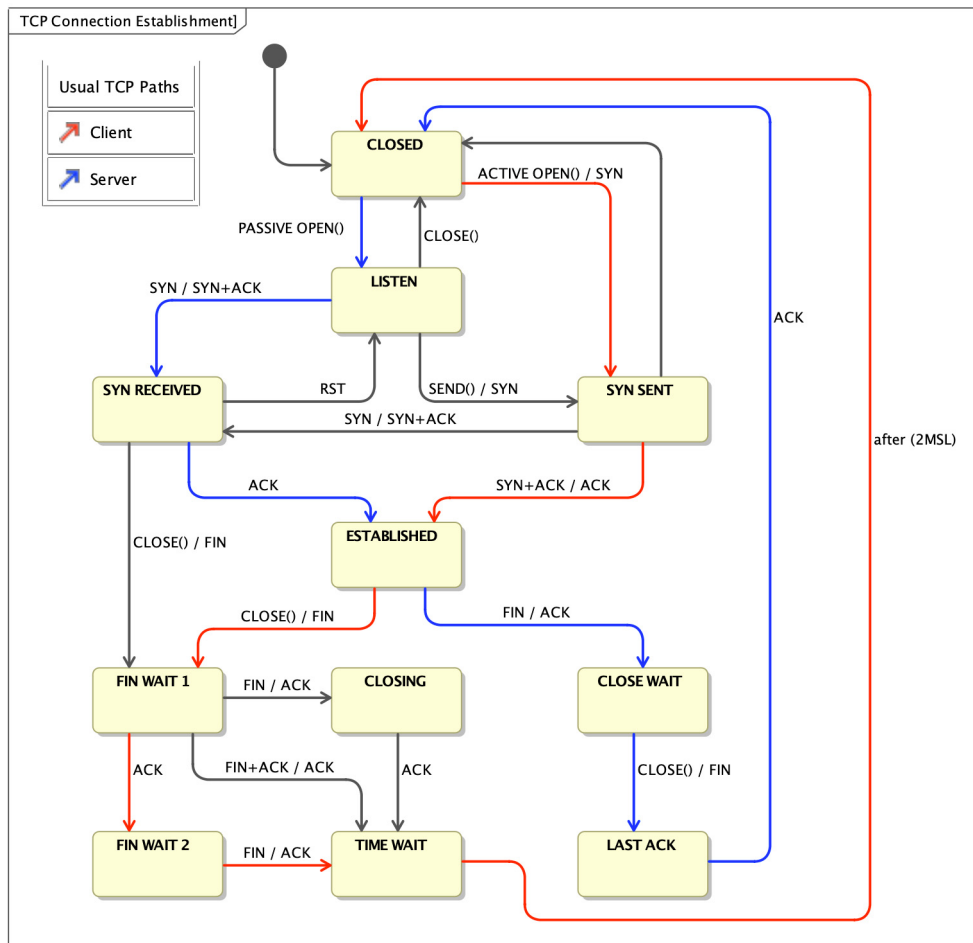 TCP Connection Establishment]
Usual TCP Paths
Client
Server
CLOSED
ACTIVE OPEN() / SYN
PASSIVE OPEN()
CLOSE()
LISTEN
SYN / SYN+ACK
ACK
SYN RECEIVED
RST
SEND() / SYN
SYN SENT
SYN / SYN+ACK
after (2MSL)
ACK
SYN+ACK / ACK
ESTABLISHED
CLOSE() / FIN
CLOSE() / FIN
FIN / ACK
FIN WAIT 1
FIN / ACK
CLOSING
CLOSE WAIT
ACK
FIN+ACK / ACK
ACK
CLOSE() / FIN
FIN WAIT 2
FIN / ACK
TIME WAIT
LAST ACK